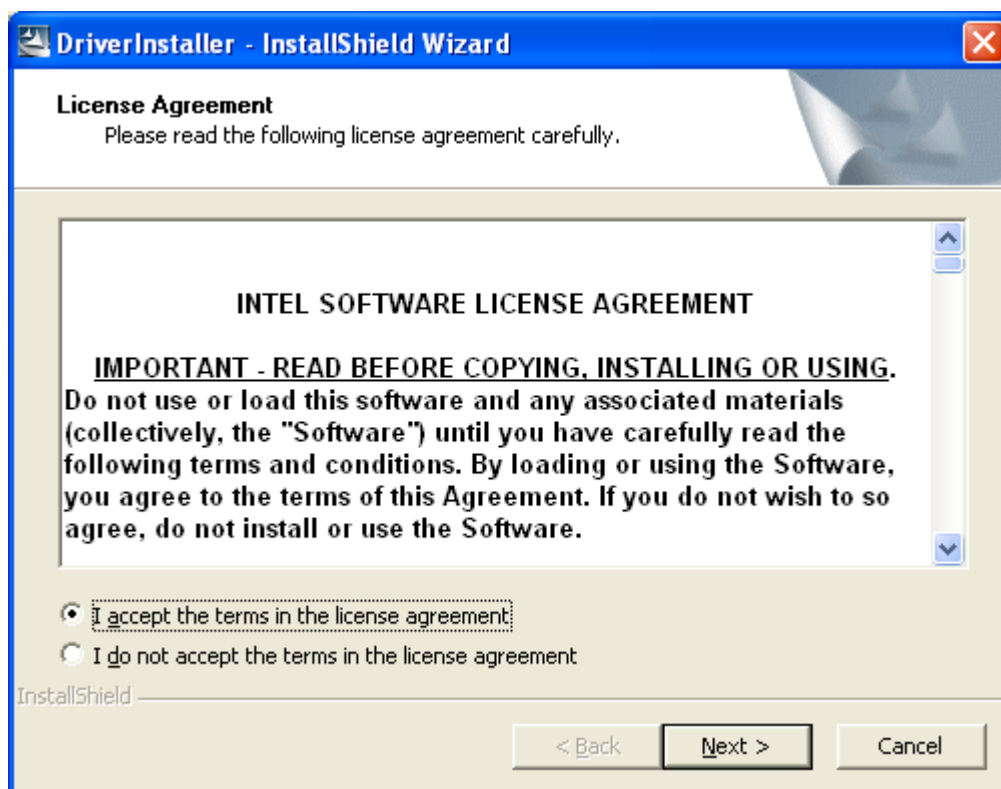 DriverInstaller - InstallShield Wizard
License Agreement
Please read the following license agreement carefully.
INTEL SOFTWARE LICENSE AGREEMENT
IMPORTANT - READ BEFORE COPYING, INSTALLING OR USING.
Do not use or load this software and any associated materials
(collectively, the "Software") until you have carefully read the
following terms and conditions. By loading or using the Software,
you agree to the terms of this Agreement. If you do not wish to so
agree, do not install or use the Software.
I accept the terms in the license agreement
I do not accept the terms in the license agreement
InstallShield
< Back
Next >
Cancel